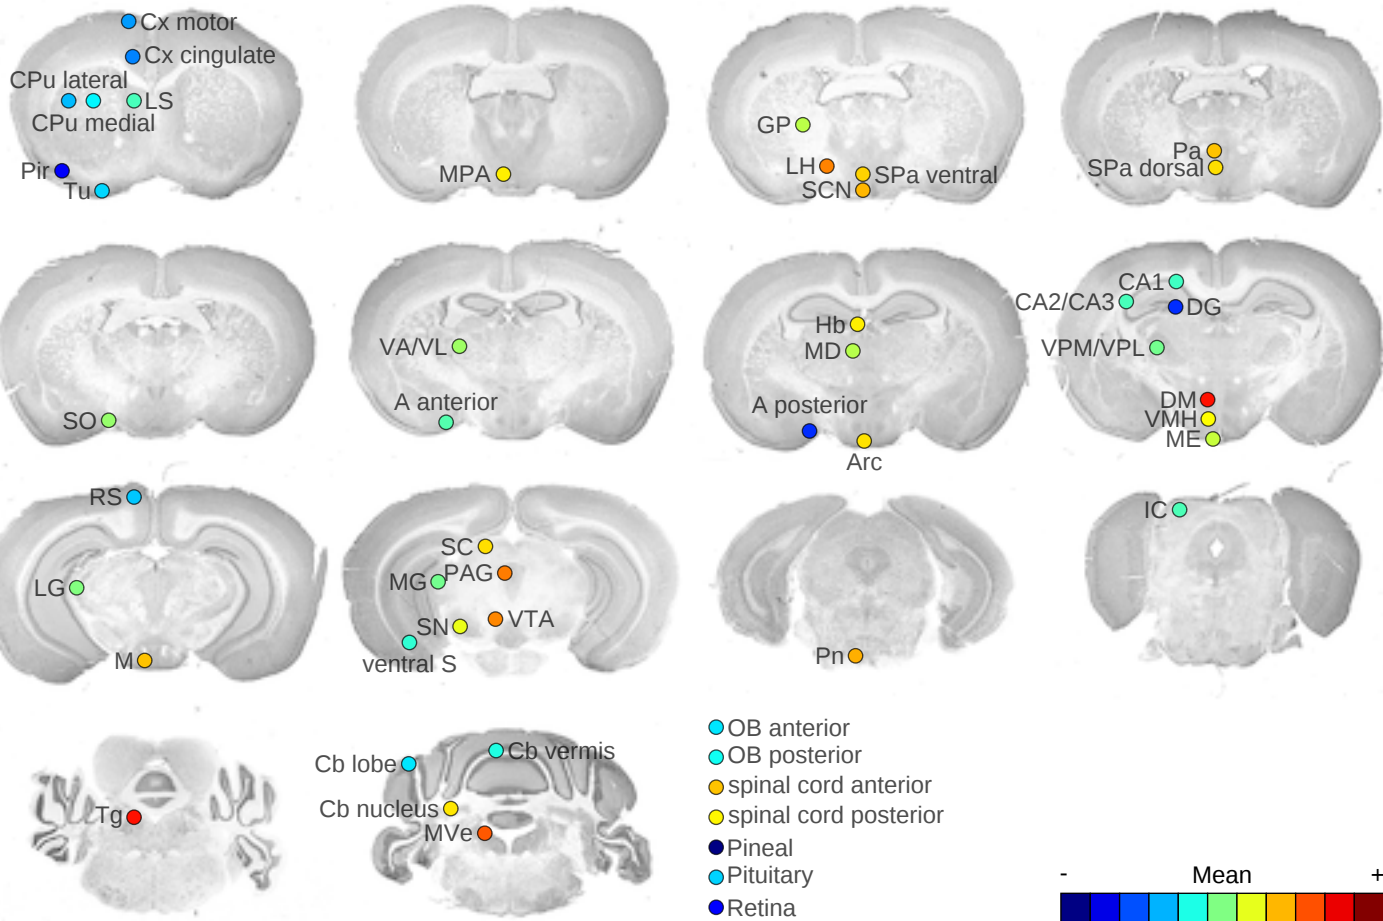 Cx motor
Cx cingulate
CPu lateral
LS
CPu medial
Pir
Tu
MPA
GP
LH
SPa ventral
SCN
Pa
SPa dorsal
SO
VA/VL
A anterior
Hb
MD
A posterior
Arc
CA1
CA2/CA3
DG
VPM/VPL
DM
VMH
ME
RS
LG
M
SC
MG
PAG
SN
VTA
ventral S
Pn
IC
Tg
Cb lobe
Cb vermis
Cb nucleus
MVe
OB anterior
OB posterior
spinal cord anterior
spinal cord posterior
Pineal
Pituitary
Retina
- Mean +